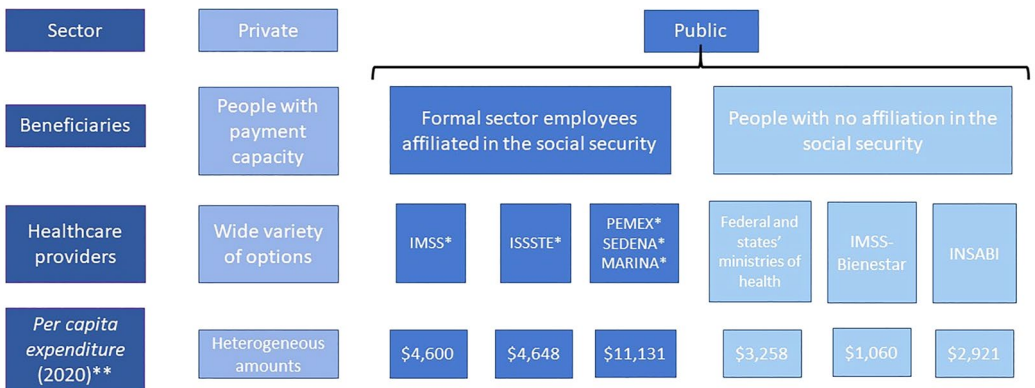 Sector
Private
Public
Beneficiaries
People with
payment
capacity
Formal sector employees
affiliated in the social security
People with no affiliation in the
social security
Healthcare
providers
Wide variety
of options
IMSS*
ISSSTE*
PEMEX*
SEDENA*
MARINA*
Federal and
states’
ministries of
health
IMSS-
Bienestar
INSABI
Per capita
expenditure
(2020)**
Heterogeneous
amounts
$4,600
$4,648
$11,131
$3,258
$1,060
$2,921